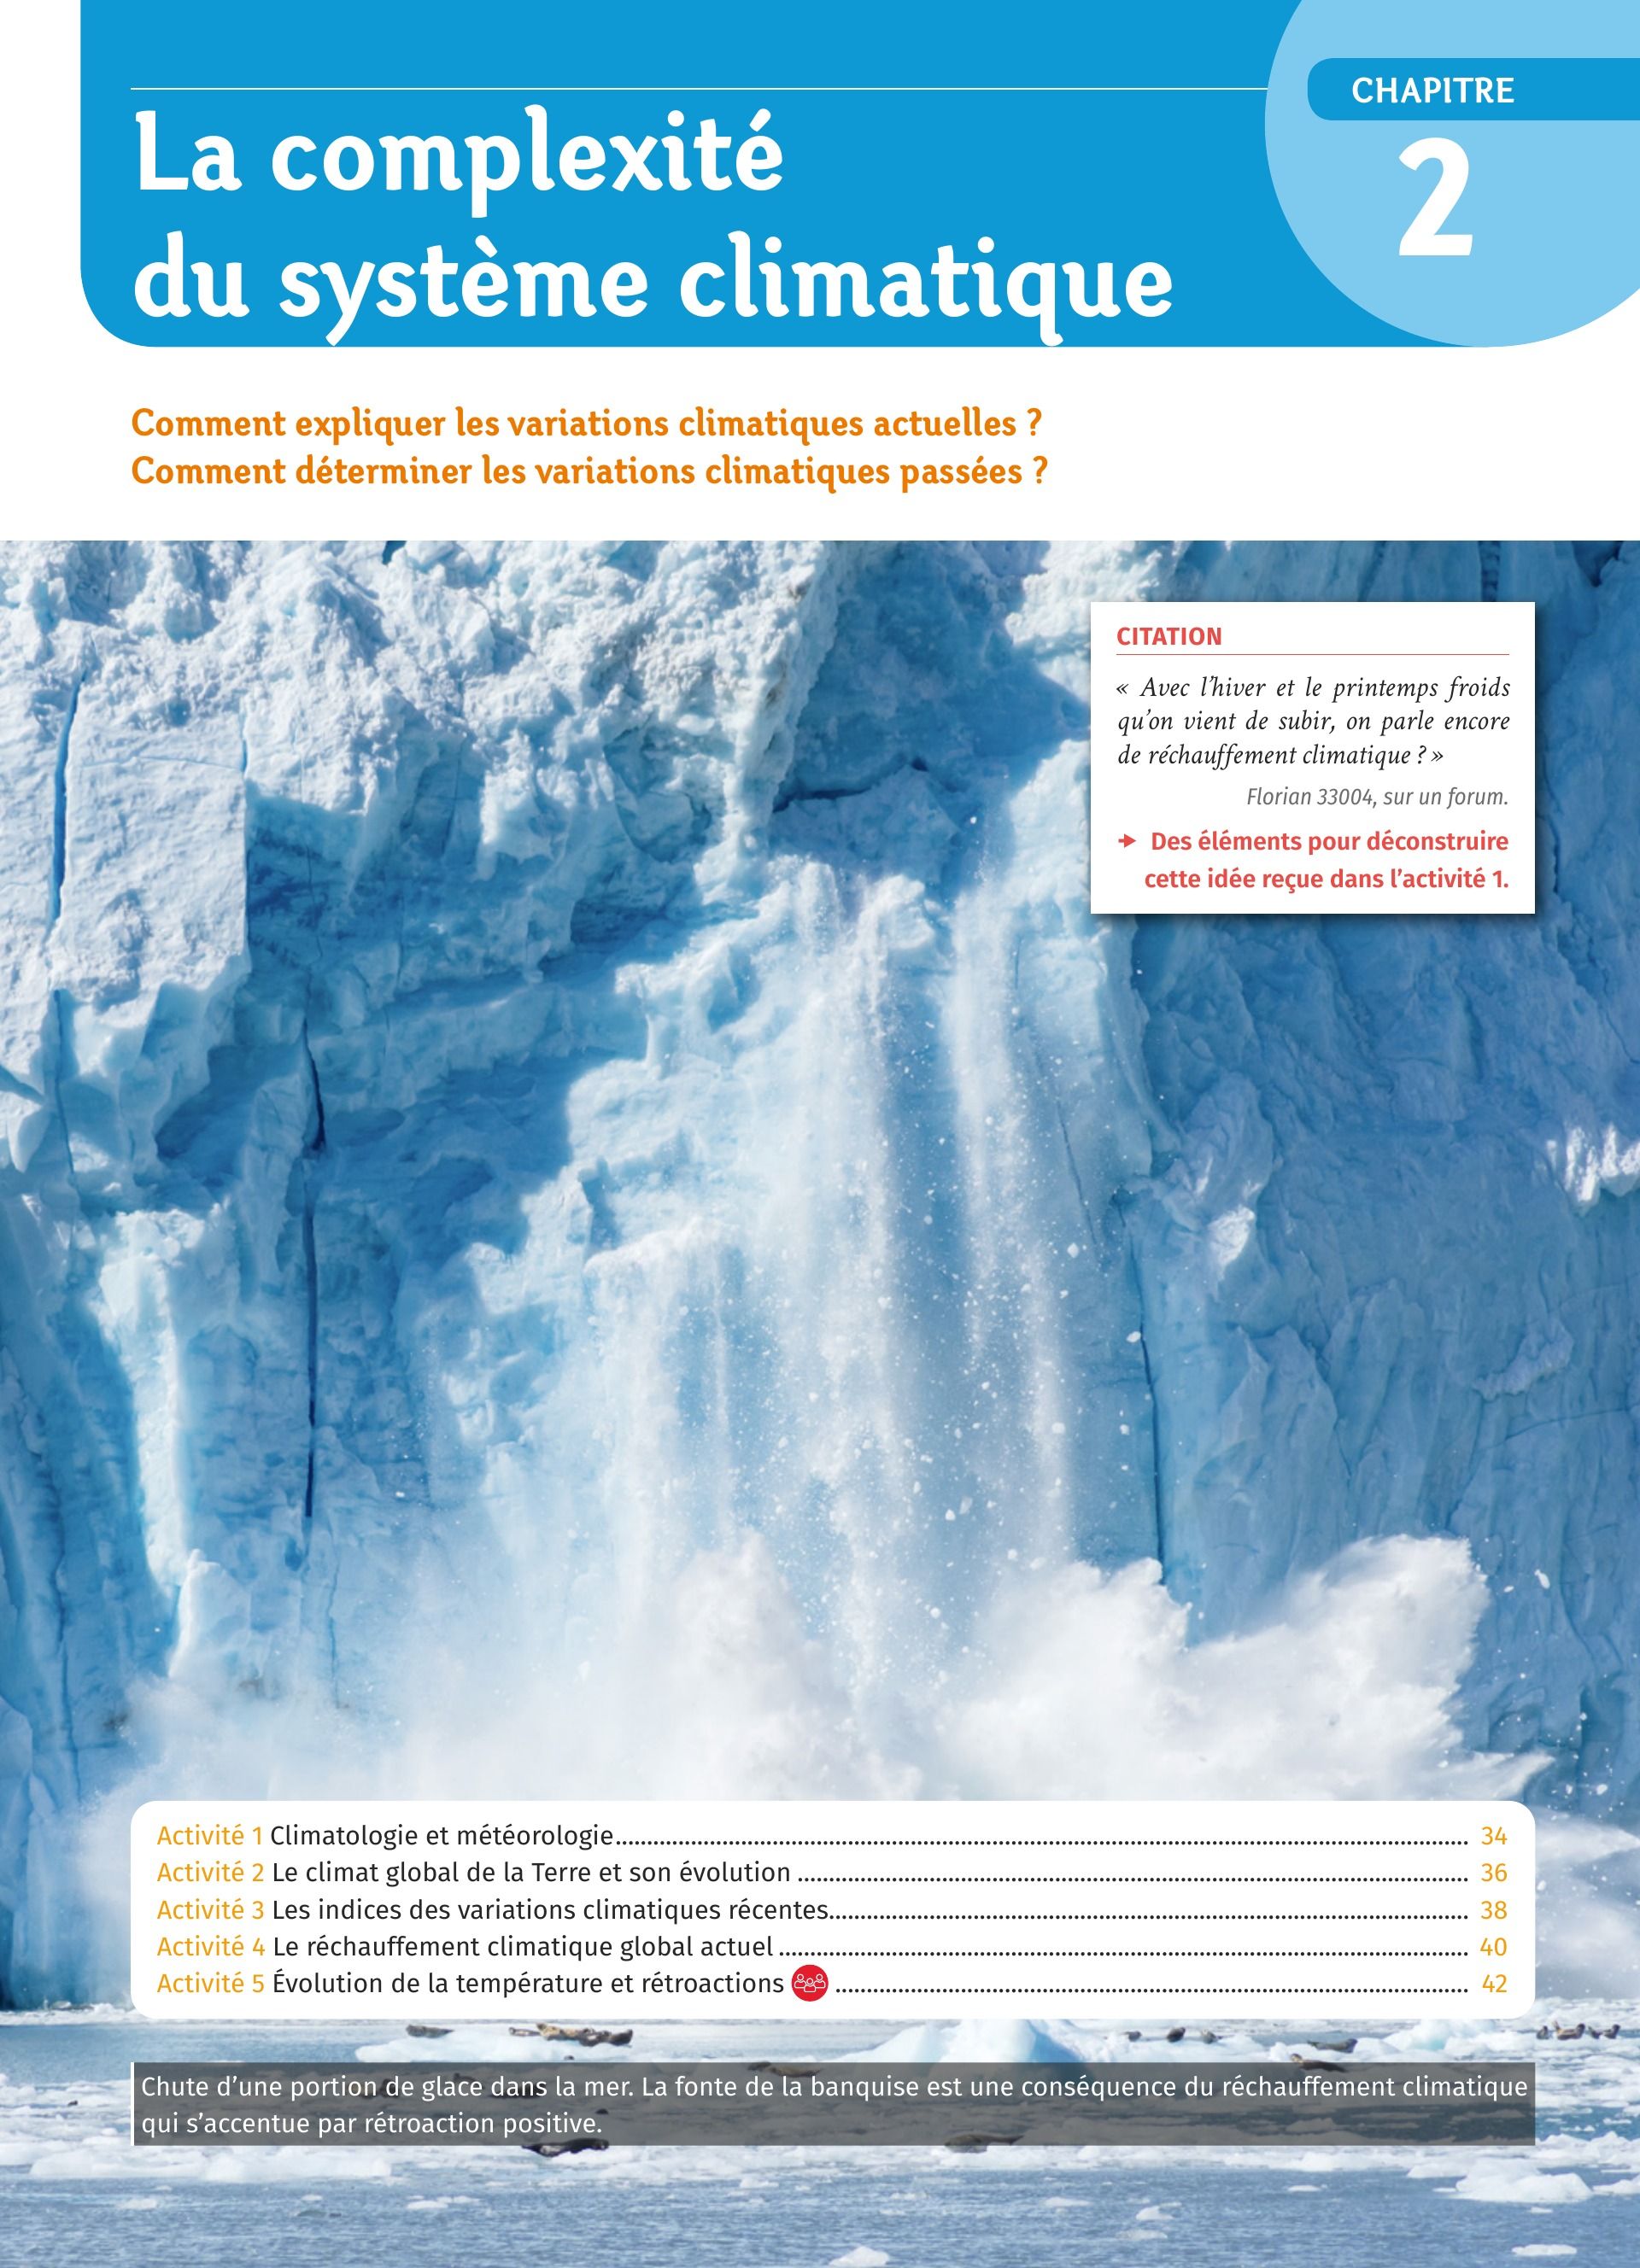 CHAPITRE
2
La complexité
du système climatique
Comment expliquer les variations climatiques actuelles ?
Comment déterminer les variations climatiques passées ?
CITATION
« Avec l’hiver et le printemps froids
qu’on vient de subir, on parle encore
de réchauffement climatique ? »
Florian 33004, sur un forum.
➔ Des éléments pour déconstruire
cette idée reçue dans l’activité 1.
Activité 1 Climatologie et météorologie 34
Activité 2 Le climat global de la Terre et son évolution 36
Activité 3 Les indices des variations climatiques récentes 38
Activité 4 Le réchauffement climatique global actuel 40
Activité 5 Évolution de la température et rétroactions 42
Chute d’une portion de glace dans la mer. La fonte de la banquise est une conséquence du réchauffement climatique
qui s’accentue par rétroaction positive.